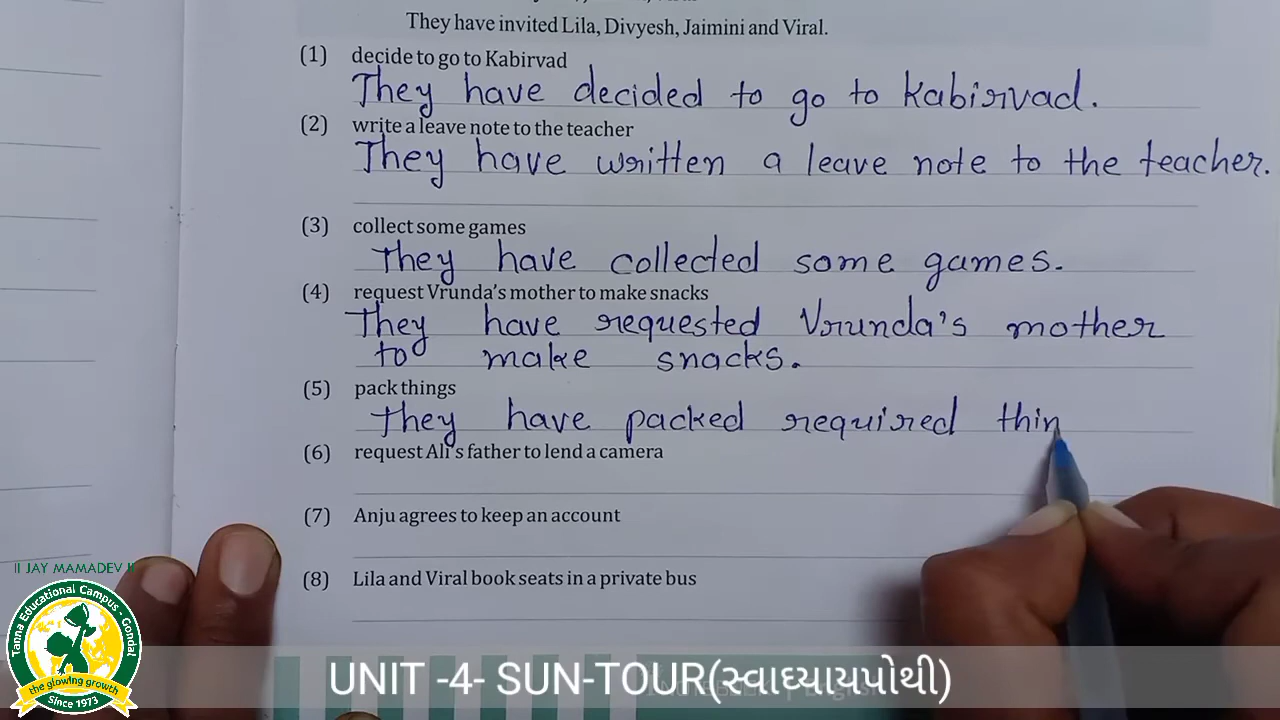 They have invited Lila, Divyesh, Jaimini and Viral.
(1) decide to go to Kabirvad
They have decided to go to Kabirvad.
(2) write a leave note to the teacher
They have written a leave note to the teacher.
(3) collect some games
They have collected some games.
(4) request Vrunda's mother to make snacks
They have requested Vrunda's mother
to make snacks.
(5) pack things
They have packed required thin
(6) request Ali's father to lend a camera
(7) Anju agrees to keep an account
(8) Lila and Viral book seats in a private bus
II JAY MAMADEV II
Tanna Educational Campus - Gondal
the glowing growth
Since 1973
UNIT -4- SUN-TOUR(સ્વાધ્યાયપોથી)